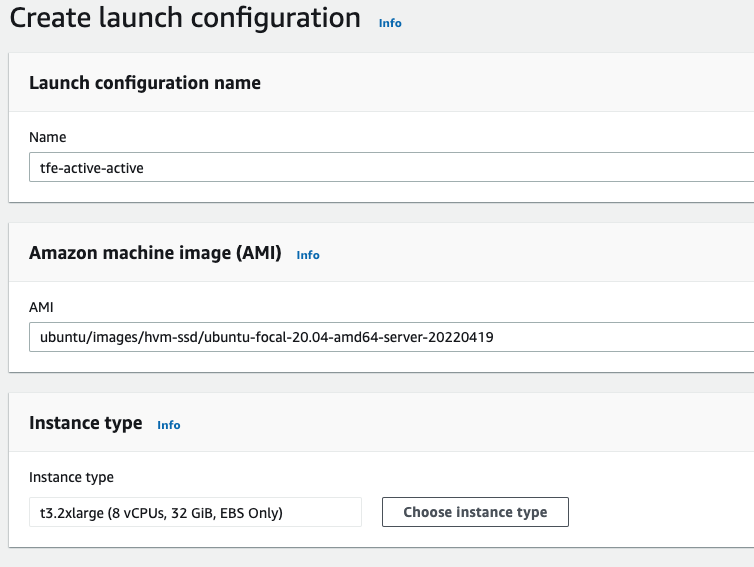 Create launch configuration Info
Launch configuration name
Name
tfe-active-active
Amazon machine image (AMI) Info
AMI
ubuntu/images/hvm-ssd/ubuntu-focal-20.04-amd64-server-20220419
Instance type Info
Instance type
t3.2xlarge (8 vCPUs, 32 GiB, EBS Only) Choose instance type